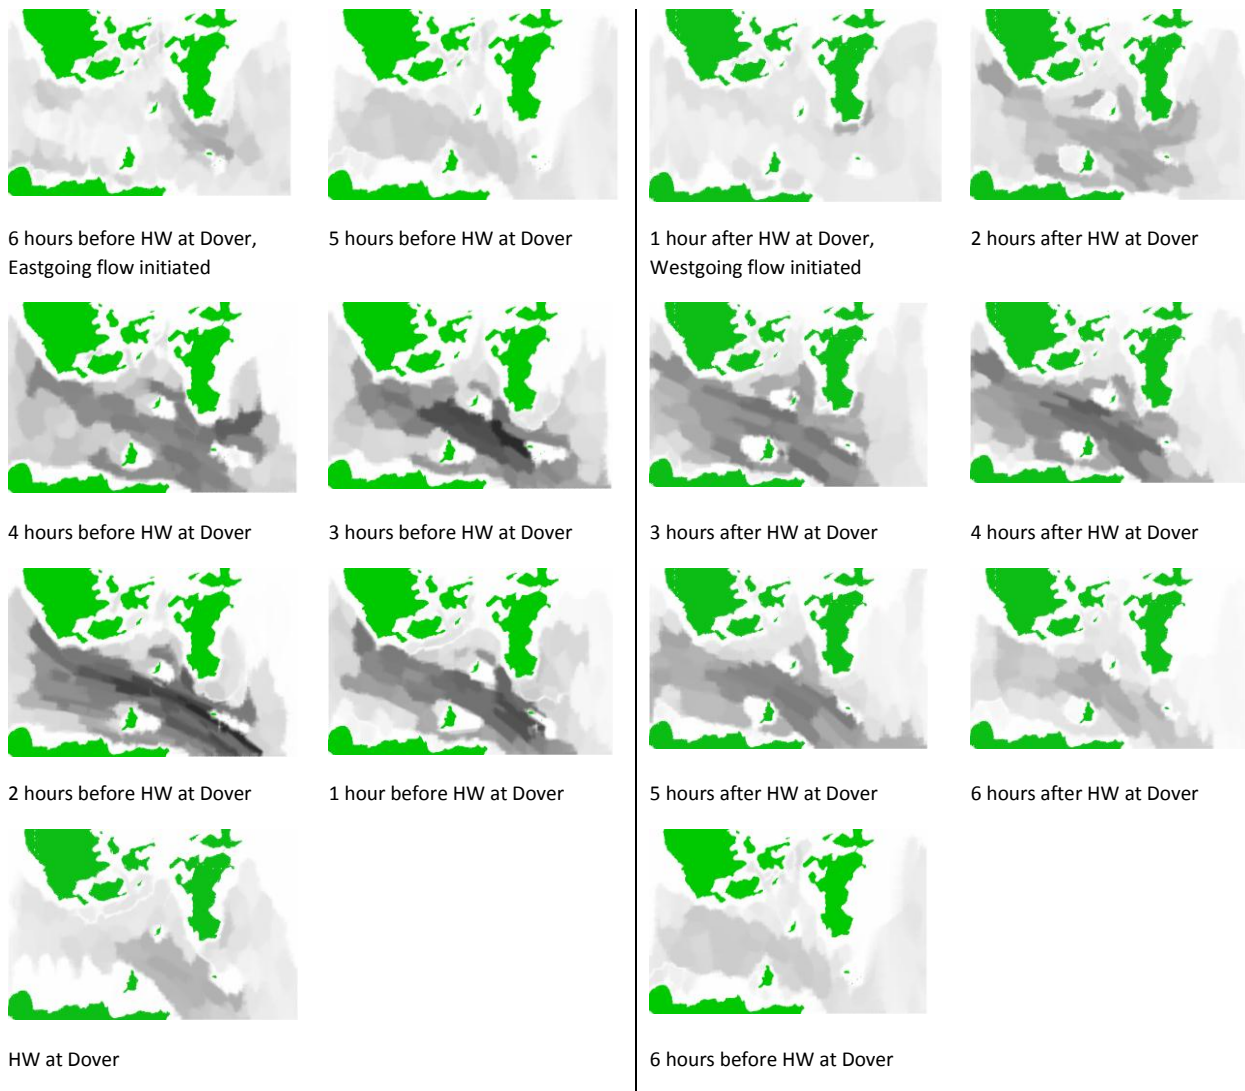 6 hours before HW at Dover,
Eastgoing flow initiated
5 hours before HW at Dover
1 hour after HW at Dover,
Westgoing flow initiated
2 hours after HW at Dover
4 hours before HW at Dover
3 hours before HW at Dover
3 hours after HW at Dover
4 hours after HW at Dover
2 hours before HW at Dover
1 hour before HW at Dover
5 hours after HW at Dover
6 hours after HW at Dover
HW at Dover
6 hours before HW at Dover